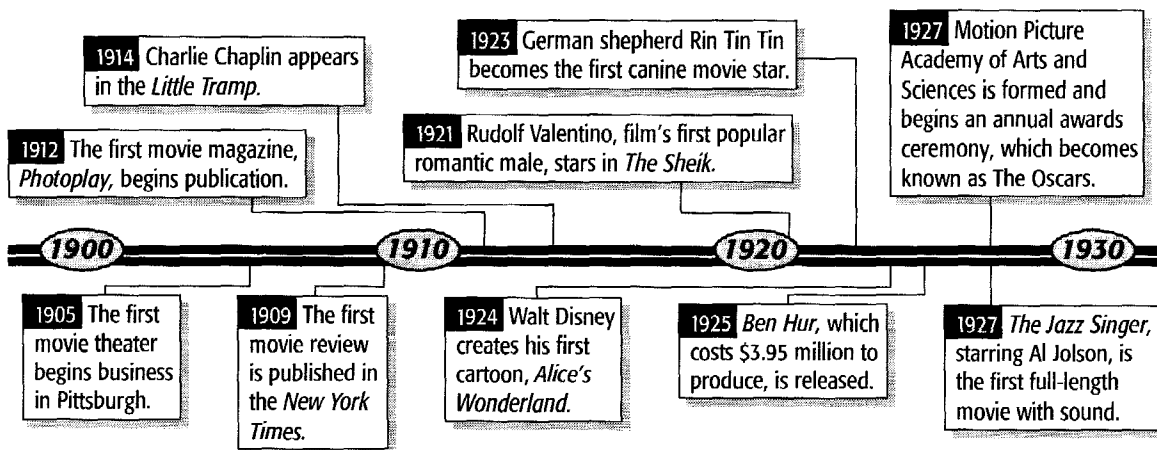 1914 Charlie Chaplin appears
in the Little Tramp.
1923 German shepherd Rin Tin Tin
becomes the first canine movie star.
1927 Motion Picture
Academy of Arts and
Sciences is formed and
begins an annual awards
ceremony, which becomes
known as The Oscars.
1912 The first movie magazine,
Photoplay, begins publication.
1921 Rudolf Valentino, film's first popular
romantic male, stars in The Sheik.
1900
1910
1920
1930
1905 The first
movie theater
begins business
in Pittsburgh.
1909 The first
movie review
is published in
the New York
Times.
1924 Walt Disney
creates his first
cartoon, Alice's
Wonderland.
1925 Ben Hur, which
costs $3.95 million to
produce, is released.
1927 The Jazz Singer,
starring Al Jolson, is
the first full-length
movie with sound.